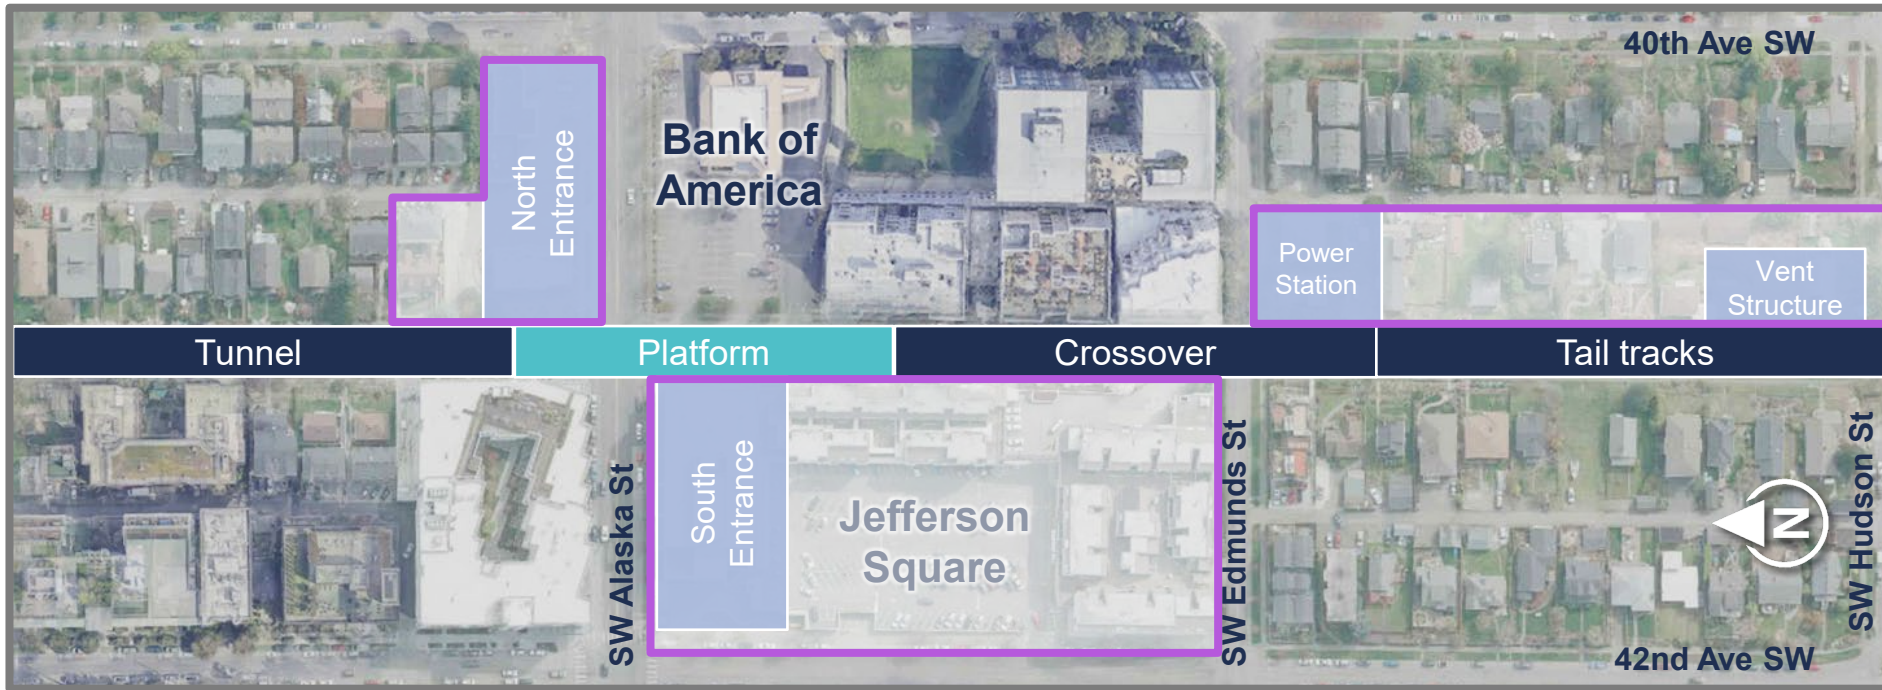 40th Ave SW
North
Entrance
Bank of
America
Power
Station
Vent
Structure
Tunnel
Platform
Crossover
Tail tracks
SW Alaska St
South
Entrance
Jefferson
Square
SW Edmunds St
N
SW Hudson St
42nd Ave SW